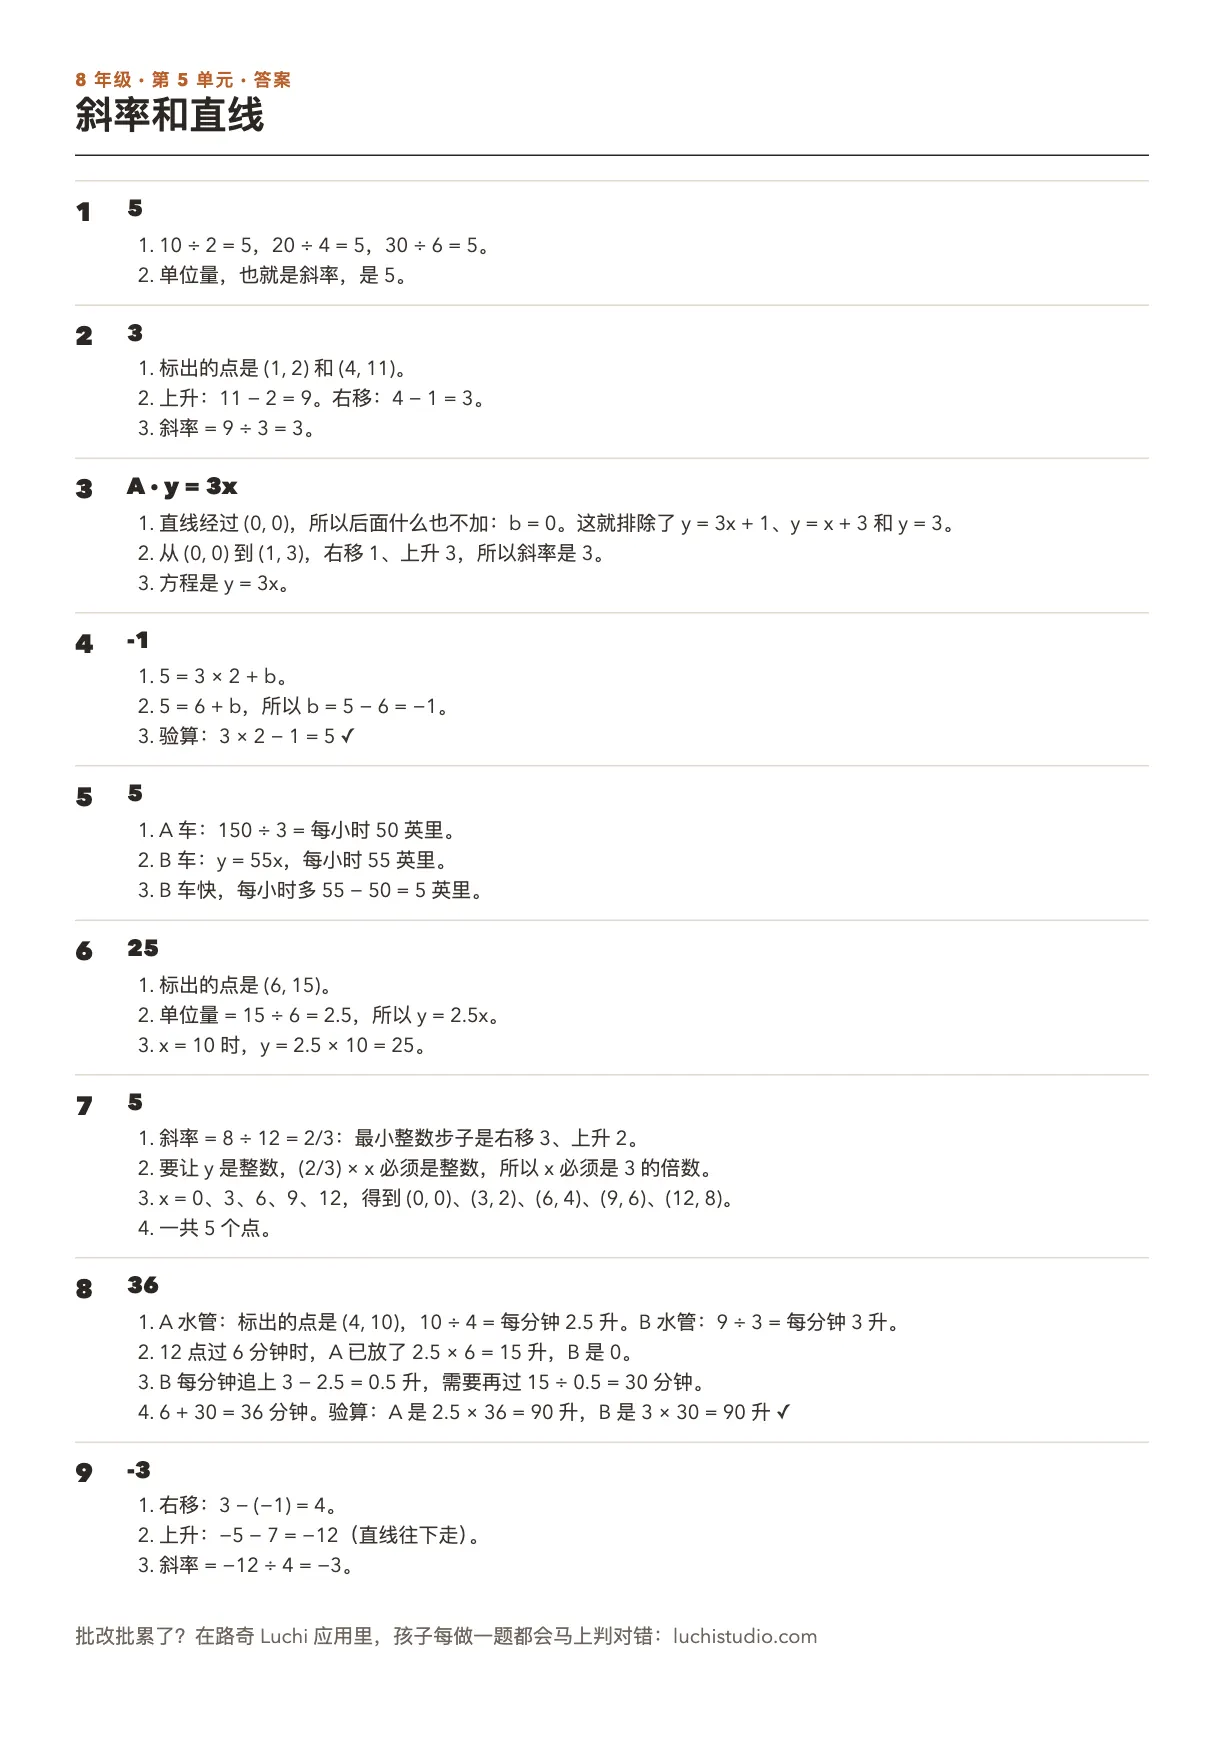 8 年级 · 第 5 单元 · 答案
斜率和直线
1 5
1. 10 ÷ 2 = 5，20 ÷ 4 = 5，30 ÷ 6 = 5。
2. 单位量，也就是斜率，是 5。
2 3
1. 标出的点是 (1, 2) 和 (4, 11)。
2. 上升：11 − 2 = 9。右移：4 − 1 = 3。
3. 斜率 = 9 ÷ 3 = 3。
3 A · y = 3x
1. 直线经过 (0, 0)，所以后面什么也不加：b = 0。这就排除了 y = 3x + 1、y = x + 3 和 y = 3。
2. 从 (0, 0) 到 (1, 3)，右移 1、上升 3，所以斜率是 3。
3. 方程是 y = 3x。
4 -1
1. 5 = 3 × 2 + b。
2. 5 = 6 + b，所以 b = 5 − 6 = −1。
3. 验算：3 × 2 − 1 = 5 ✓
5 5
1. A 车：150 ÷ 3 = 每小时 50 英里。
2. B 车：y = 55x，每小时 55 英里。
3. B 车快，每小时多 55 − 50 = 5 英里。
6 25
1. 标出的点是 (6, 15)。
2. 单位量 = 15 ÷ 6 = 2.5，所以 y = 2.5x。
3. x = 10 时，y = 2.5 × 10 = 25。
7 5
1. 斜率 = 8 ÷ 12 = 2/3：最小整数步子是右移 3、上升 2。
2. 要让 y 是整数，(2/3) × x 必须是整数，所以 x 必须是 3 的倍数。
3. x = 0、3、6、9、12，得到 (0, 0)、(3, 2)、(6, 4)、(9, 6)、(12, 8)。
4. 一共 5 个点。
8 36
1. A 水管：标出的点是 (4, 10)，10 ÷ 4 = 每分钟 2.5 升。B 水管：9 ÷ 3 = 每分钟 3 升。
2. 12 点过 6 分钟时，A 已放了 2.5 × 6 = 15 升，B 是 0。
3. B 每分钟追上 3 − 2.5 = 0.5 升，需要再过 15 ÷ 0.5 = 30 分钟。
4. 6 + 30 = 36 分钟。验算：A 是 2.5 × 36 = 90 升，B 是 3 × 30 = 90 升 ✓
9 -3
1. 右移：3 − (−1) = 4。
2. 上升：−5 − 7 = −12（直线往下走）。
3. 斜率 = −12 ÷ 4 = −3。
批改批累了？在路奇 Luchi 应用里，孩子每做一题都会马上判对错：luchistudio.com